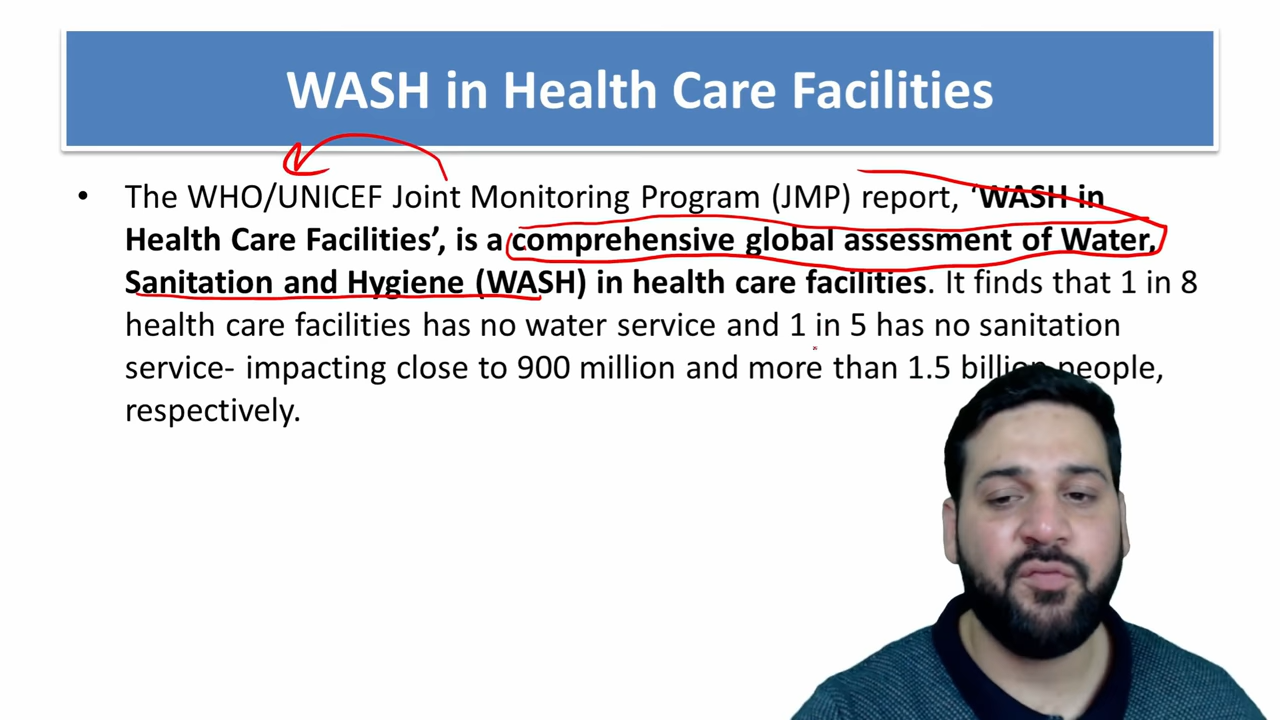 WASH in Health Care Facilities
• The WHO/UNICEF Joint Monitoring Program (JMP) report, ‘WASH in
Health Care Facilities’, is a comprehensive global assessment of Water,
Sanitation and Hygiene (WASH) in health care facilities. It finds that 1 in 8
health care facilities has no water service and 1 in 5 has no sanitation
service- impacting close to 900 million and more than 1.5 billion people,
respectively.